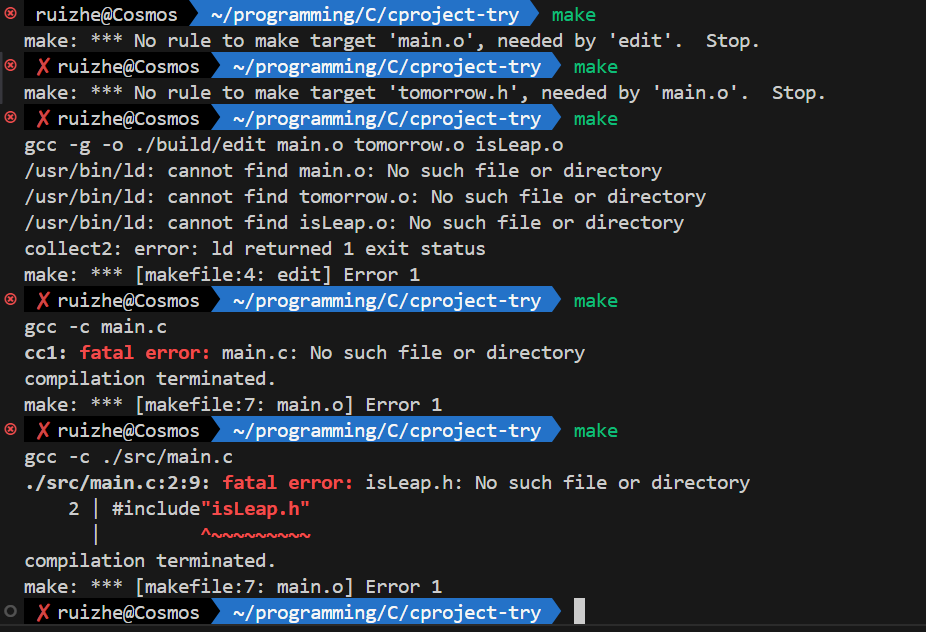 ruizhe@Cosmos ~/programming/C/cproject-try make
make: *** No rule to make target 'main.o', needed by 'edit'.  Stop.
✗ ruizhe@Cosmos ~/programming/C/cproject-try make
make: *** No rule to make target 'tomorrow.h', needed by 'main.o'.  Stop.
✗ ruizhe@Cosmos ~/programming/C/cproject-try make
gcc -g -o ./build/edit main.o tomorrow.o isLeap.o
/usr/bin/ld: cannot find main.o: No such file or directory
/usr/bin/ld: cannot find tomorrow.o: No such file or directory
/usr/bin/ld: cannot find isLeap.o: No such file or directory
collect2: error: ld returned 1 exit status
make: *** [makefile:4: edit] Error 1
✗ ruizhe@Cosmos ~/programming/C/cproject-try make
gcc -c main.c
cc1: fatal error: main.c: No such file or directory
compilation terminated.
make: *** [makefile:7: main.o] Error 1
✗ ruizhe@Cosmos ~/programming/C/cproject-try make
gcc -c ./src/main.c
./src/main.c:2:9: fatal error: isLeap.h: No such file or directory
    2 | #include"isLeap.h"
      |         ^~~~~~~~~~
compilation terminated.
make: *** [makefile:7: main.o] Error 1
✗ ruizhe@Cosmos ~/programming/C/cproject-try